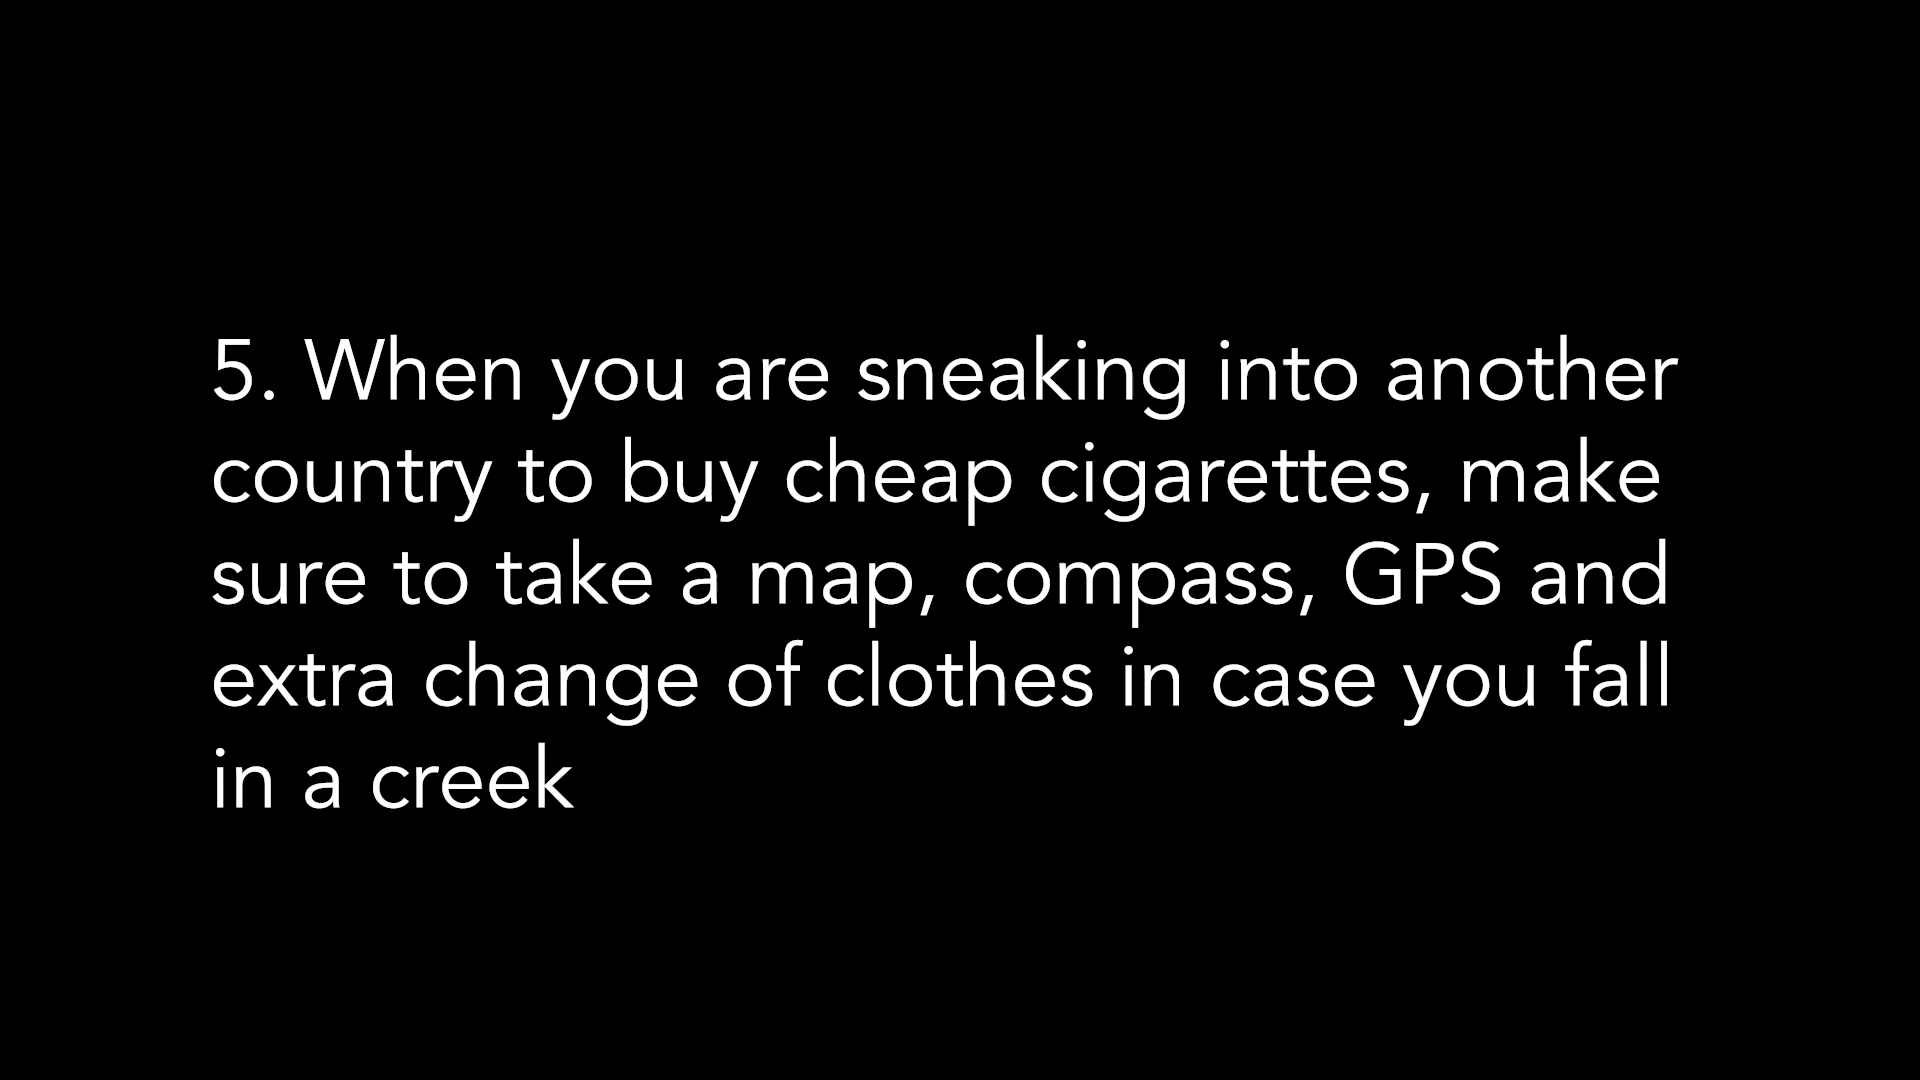 5. When you are sneaking into another
country to buy cheap cigarettes, make
sure to take a map, compass, GPS and
extra change of clothes in case you fall
in a creek